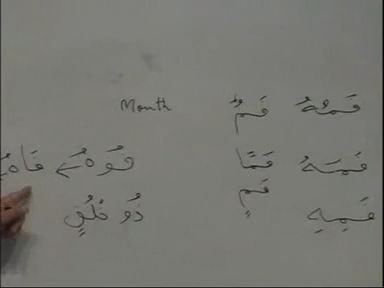 فَمُهُ فَمٌ Mouth
فَمَهُ فَمًا فُوهُ فَاهُ
فَمٍ
فَمِهِ ذُو خُلُقٍ